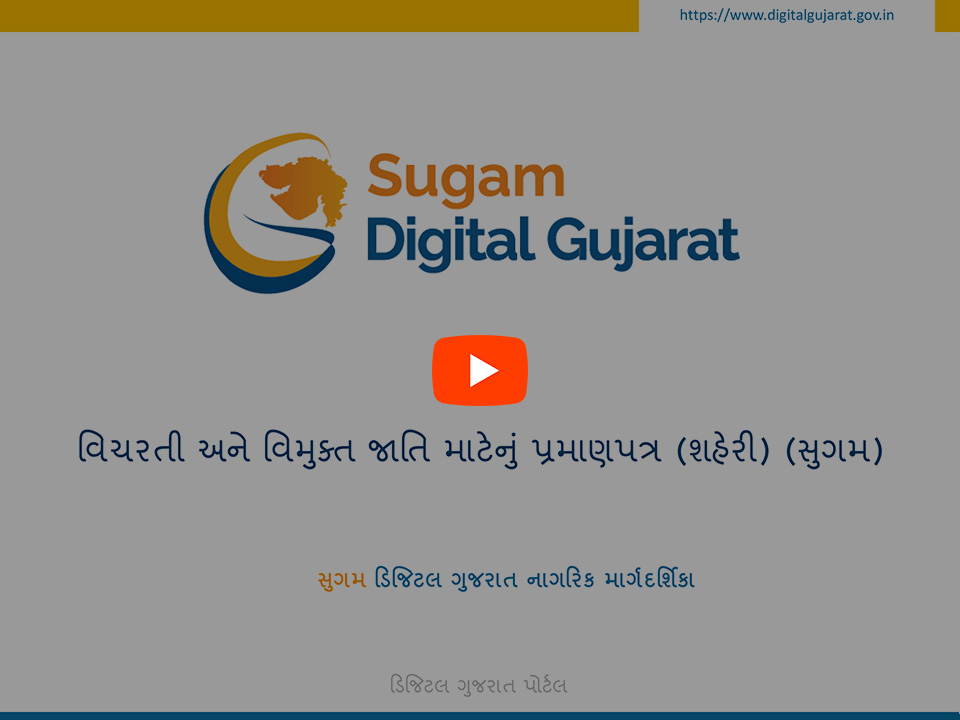 https://www.digitalgujarat.gov.in
Sugam
Digital Gujarat
વિચરતી અને વિમુક્ત જાતિ માટેનું પ્રમાણપત્ર (શહેરી) (સુગમ)
સુગમ ડિજિટલ ગુજરાત નાગરિક માર્ગદર્શિકા
ડિજિટલ ગુજરાત પોર્ટલ